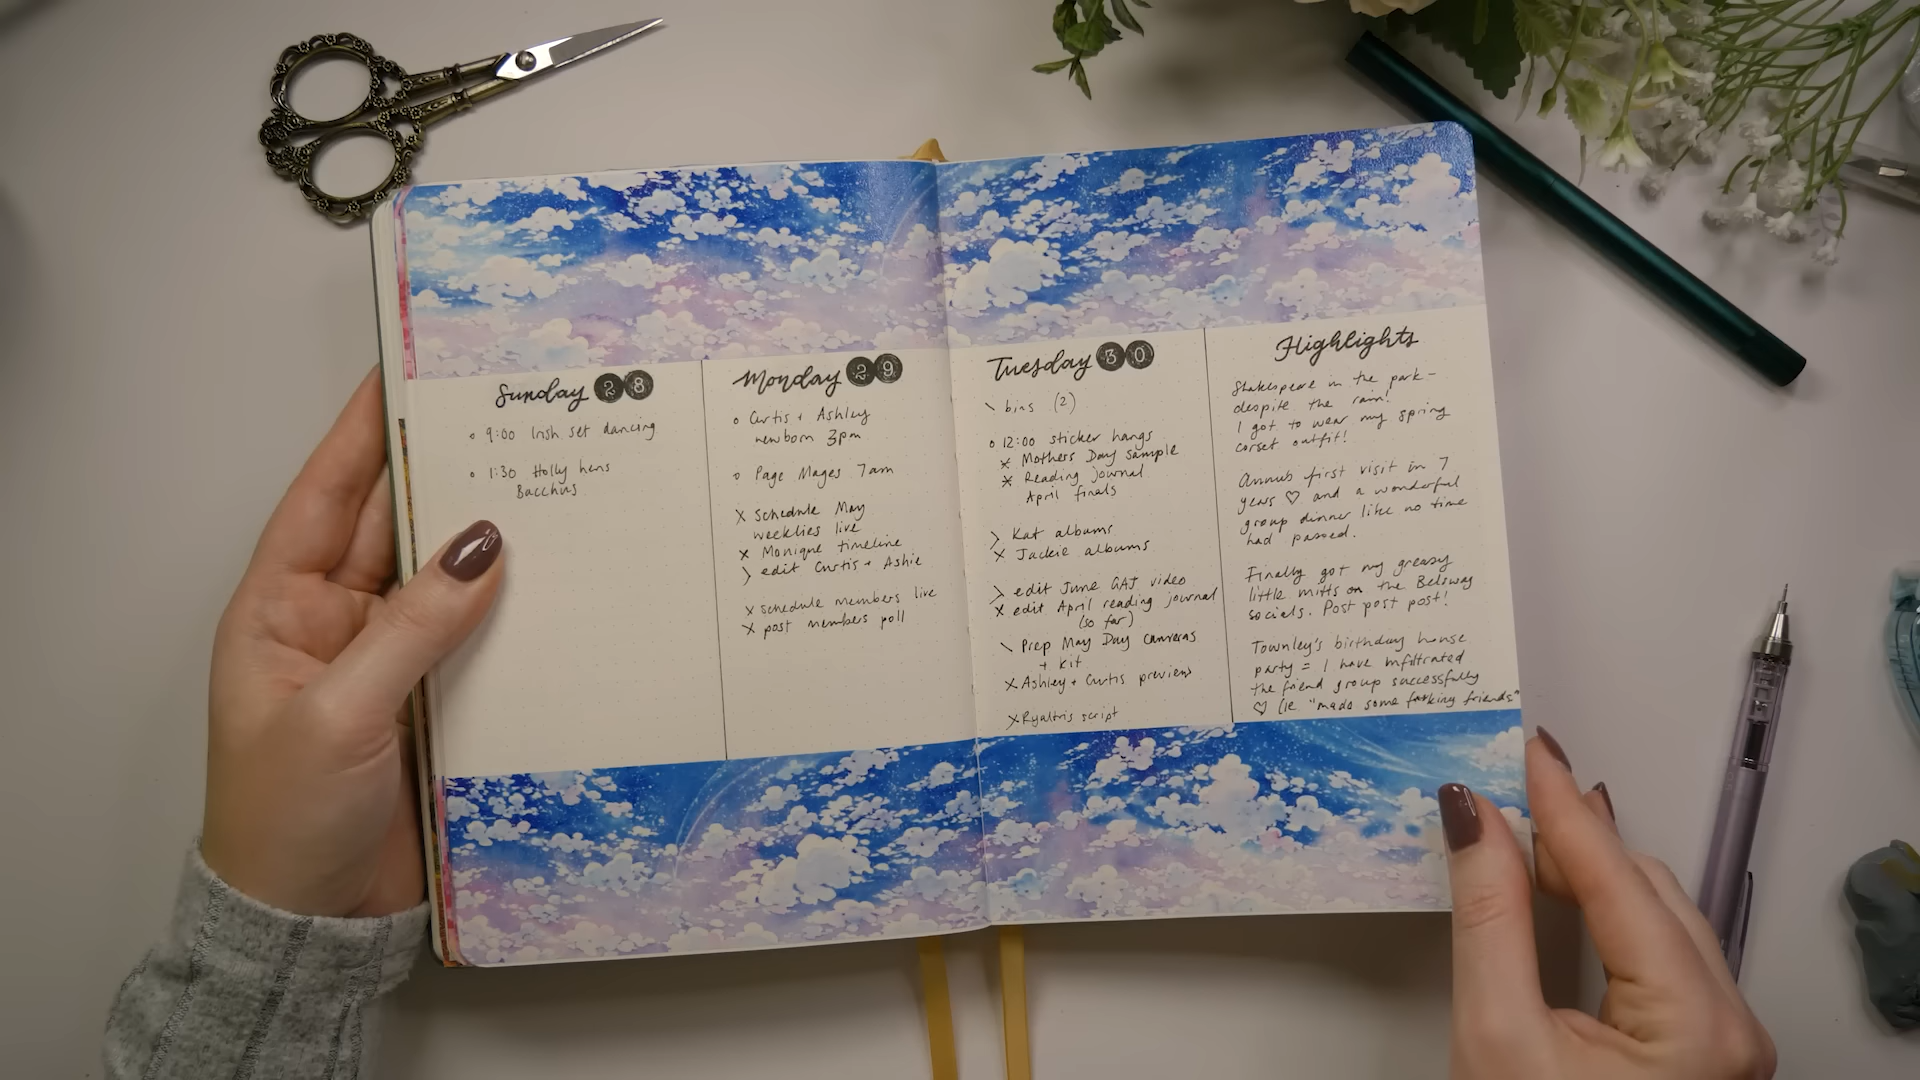 Sunday 28
o 9:00 Irish set dancing
o 1:30 Holly hens
Bacchus
Monday 29
o Curtis + Ashley
newborn 3pm
o Page Mages 7am
X schedule May
weeklies live
X Monique timeline
> edit Curtis + Ashie
X schedule members live
X post members poll
Tuesday 30
\ bins (2)
o 12:00 sticker hangs
X Mothers Day sample
X Reading journal
April finals
> Kat albums
X Jackie albums
> edit June GAJ video
X edit April reading journal
(so far)
\ Prep May Day cameras
+ kit
X Ashley + Curtis previews
X Ryaltris script
Highlights
Shakespeare in the park -
despite the rain!
I got to wear my spring
corset outfit!
first visit in 7
years ♡ and a wonderful
group dinner like no time
had passed.
Finally got my greasy
little mitts on the Belsway
socials. Post post post!
Townley's birthday house
party = I have infiltrated
the friend group successfully
♡ (ie "made some f*cking friends"